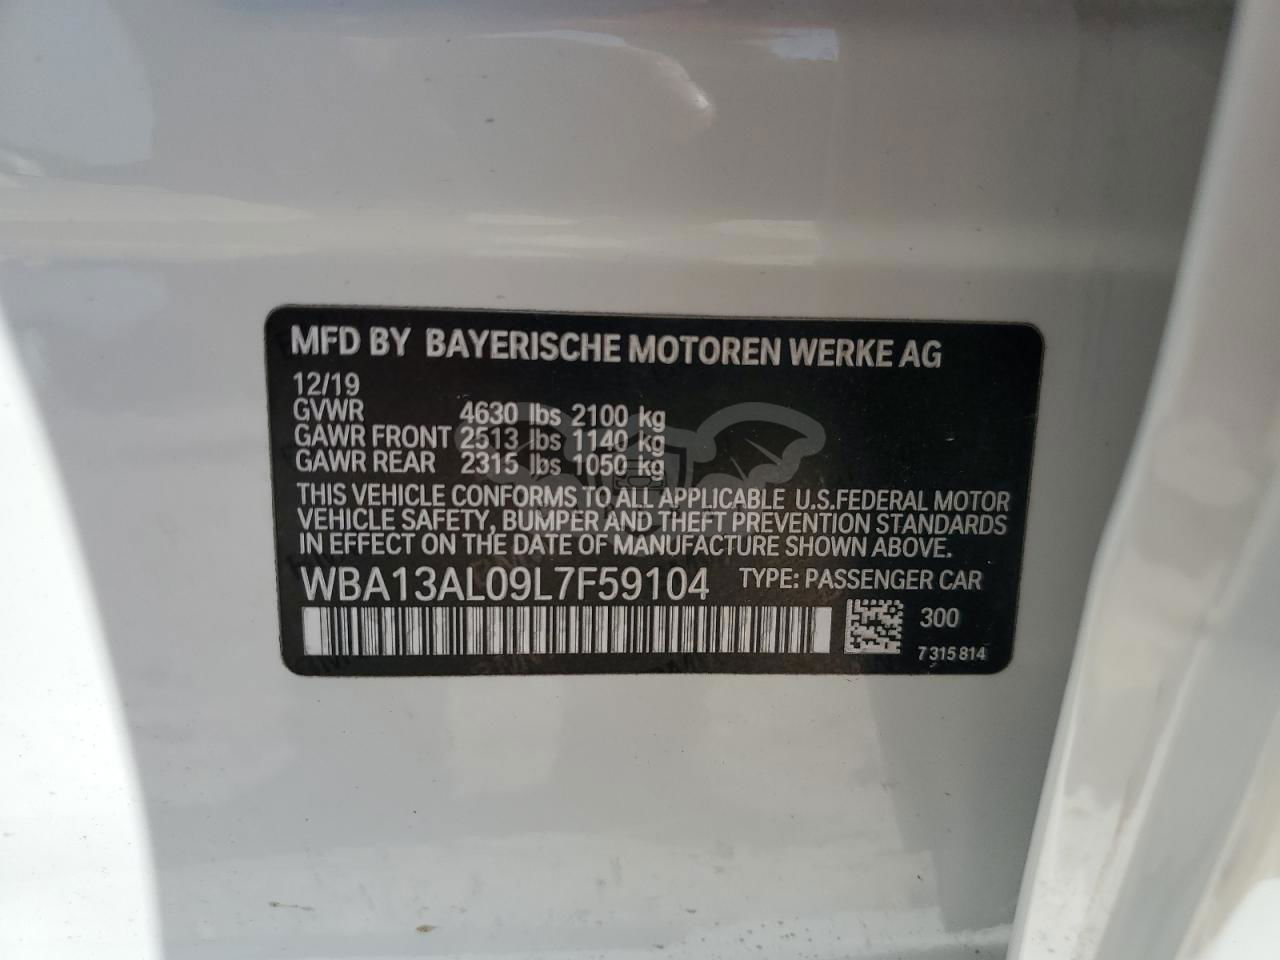 MFD BY BAYERISCHE MOTOREN WERKE AG
12/19
GVWR 4630 lbs 2100 kg
GAWR FRONT 2513 lbs 1140 kg
GAWR REAR 2315 lbs 1050 kg
THIS VEHICLE CONFORMS TO ALL APPLICABLE U.S.FEDERAL MOTOR
VEHICLE SAFETY, BUMPER AND THEFT PREVENTION STANDARDS
IN EFFECT ON THE DATE OF MANUFACTURE SHOWN ABOVE.
WBA13AL09L7F59104 TYPE: PASSENGER CAR
300
7 315 814